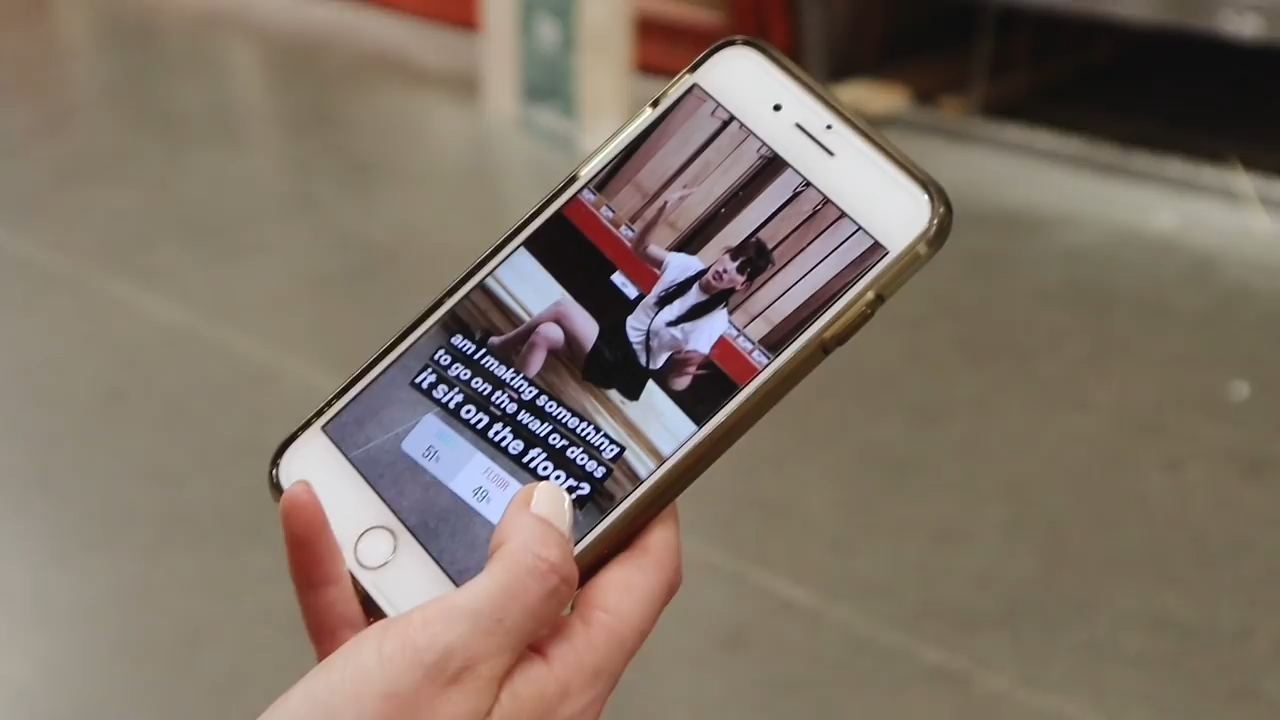 am I making something
to go on the wall or does
it sit on the floor?
51%
FLOOR
49%